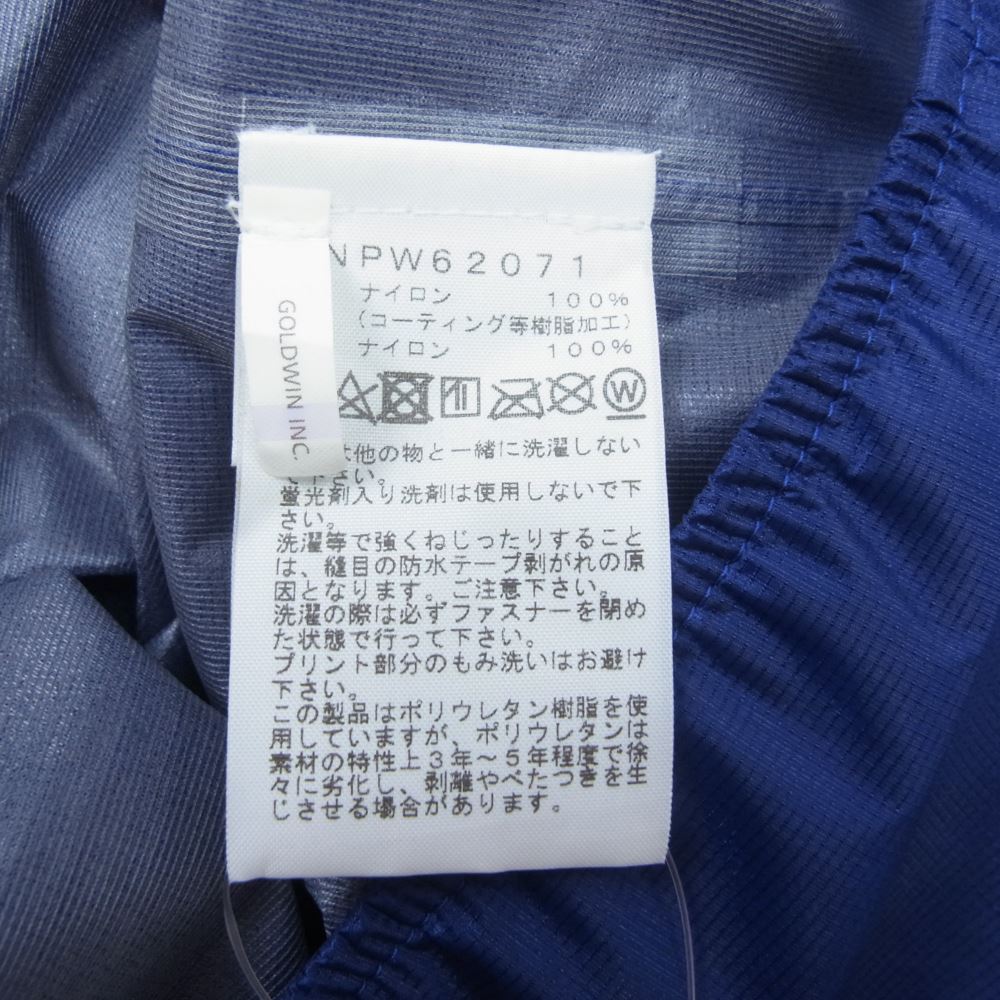 NPW62071
ナイロン 100%
(コーティング等樹脂加工)
ナイロン 100%
W
GOLDWIN INC.
は他の物と一緒に洗濯しない
下さい。
蛍光剤入り洗剤は使用しないで下
さい。
洗濯等で強くねじったりすること
は、縫目の防水テープ剥がれの原
因となります。ご注意下さい。
洗濯の際は必ずファスナーを閉め
た状態で行って下さい。
プリント部分のもみ洗いはお避け
下さい。
この製品はポリウレタン樹脂を使
用していますが、ポリウレタンは
素材の特性上3年〜5年程度で徐
々に劣化し、剥離やべたつきを生
じさせる場合があります。